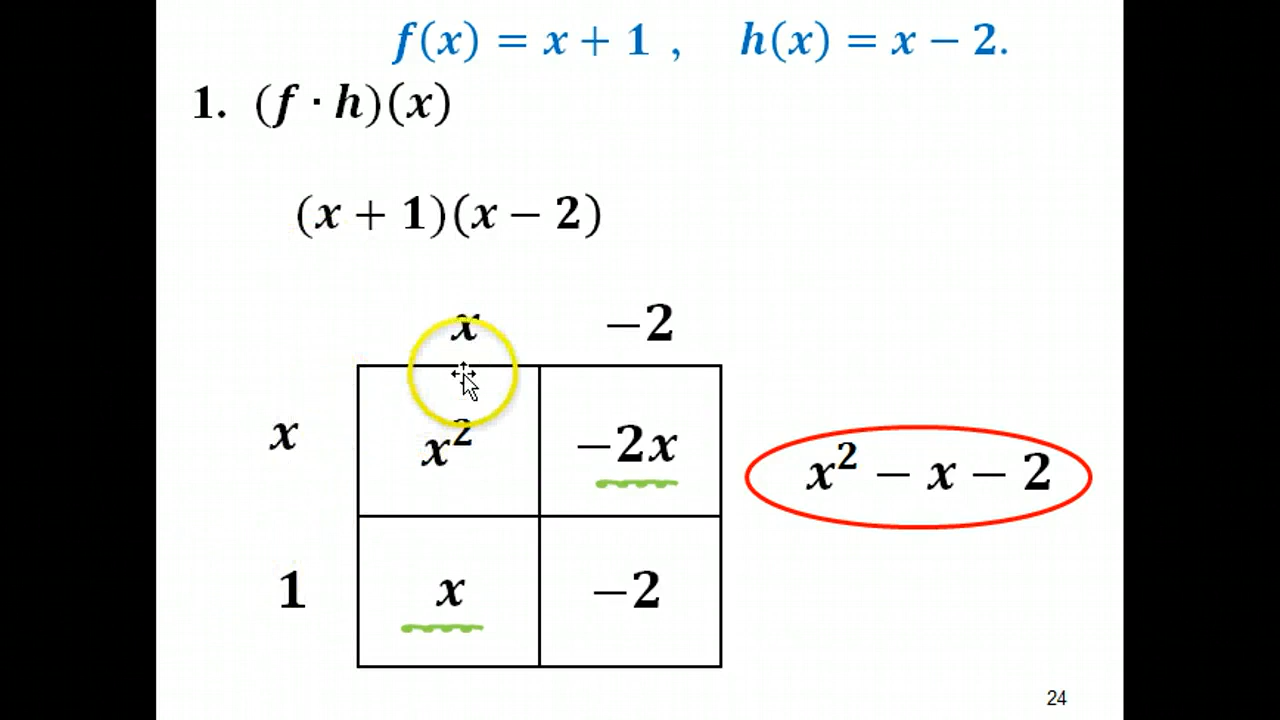 f(x) = x + 1 , h(x) = x − 2.
1. (f · h)(x)
(x + 1)(x − 2)
x −2
x x² −2x
x² − x − 2
1 x −2
24